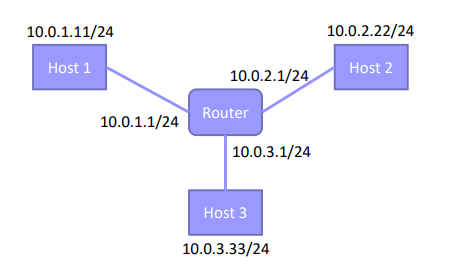 10.0.1.11/24
10.0.2.22/24
Host 1
Host 2
10.0.2.1/24
Router
10.0.1.1/24
10.0.3.1/24
Host 3
10.0.3.33/24